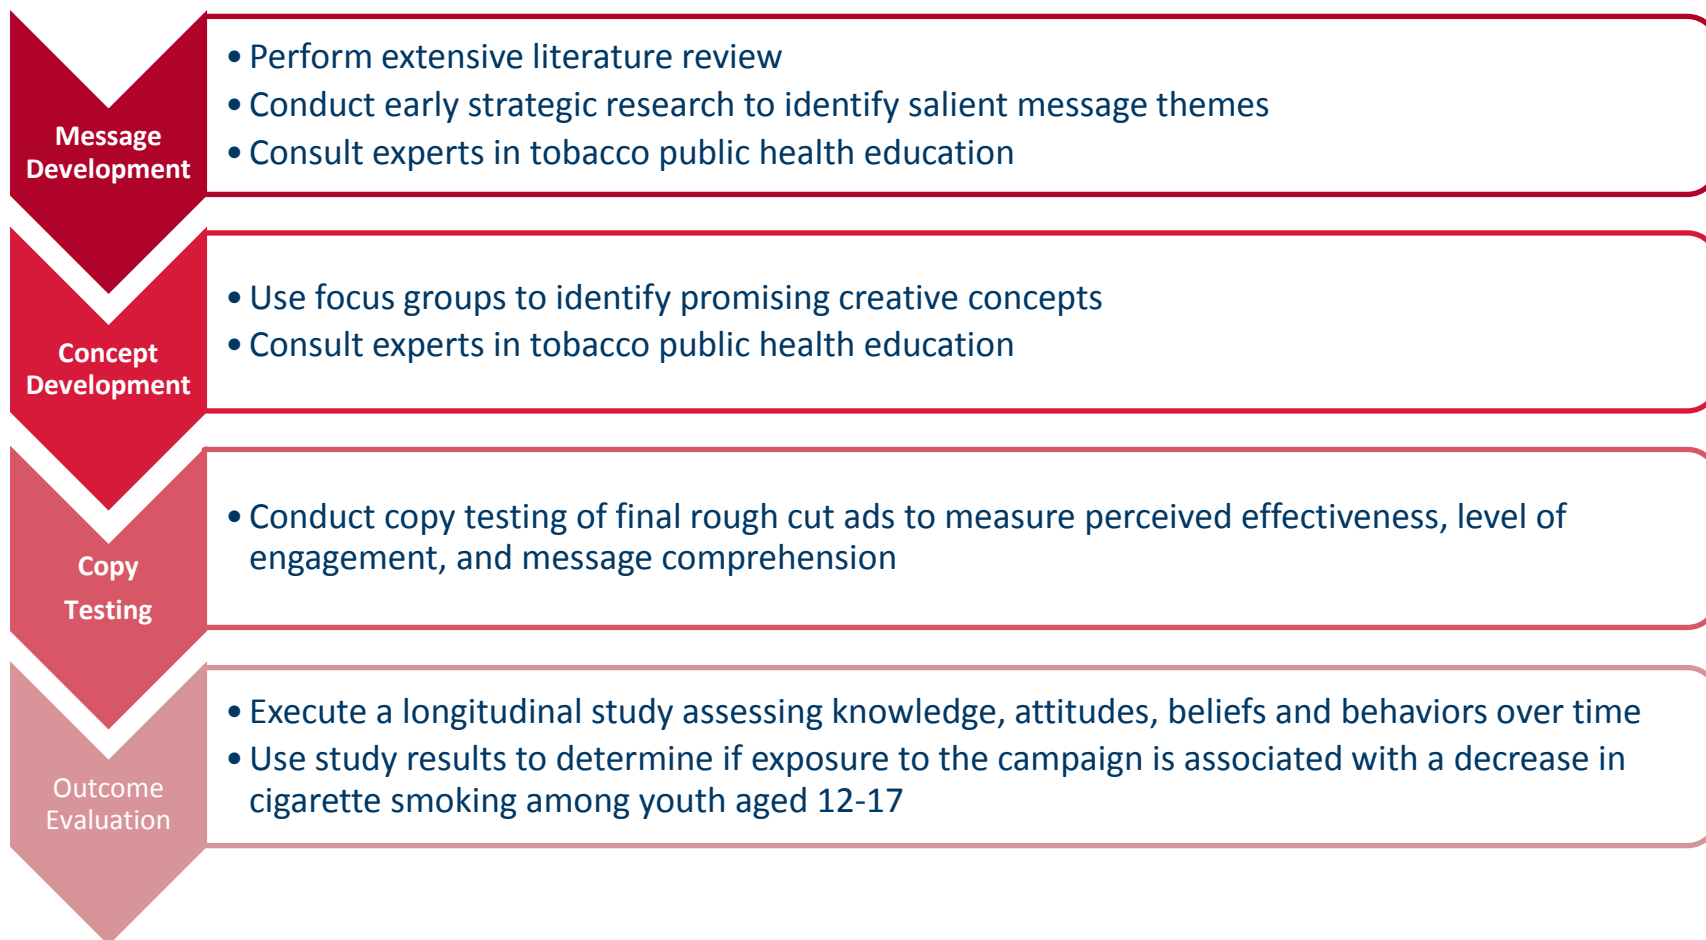 Message
Development
• Perform extensive literature review
• Conduct early strategic research to identify salient message themes
• Consult experts in tobacco public health education
Concept
Development
• Use focus groups to identify promising creative concepts
• Consult experts in tobacco public health education
Copy
Testing
• Conduct copy testing of final rough cut ads to measure perceived effectiveness, level of
engagement, and message comprehension
Outcome
Evaluation
• Execute a longitudinal study assessing knowledge, attitudes, beliefs and behaviors over time
• Use study results to determine if exposure to the campaign is associated with a decrease in
cigarette smoking among youth aged 12-17